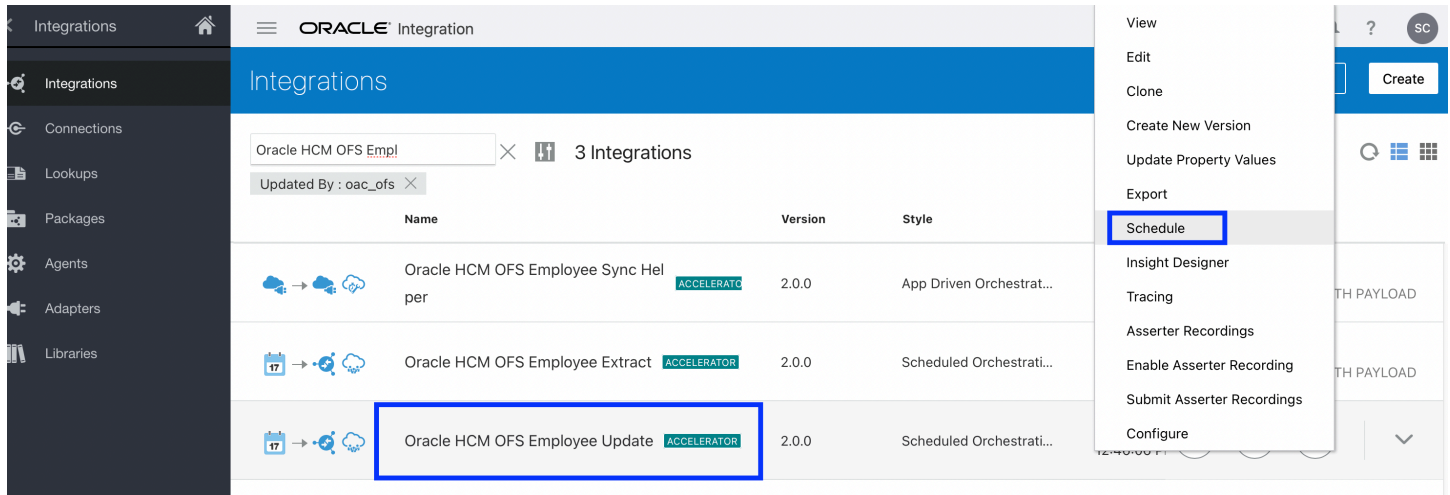 Integrations
ORACLE Integration
?
SC
Integrations
Create
Integrations
Connections
Lookups
Packages
Agents
Adapters
Libraries
Oracle HCM OFS Empl
3 Integrations
Updated By : oac_ofs
Name Version Style
Oracle HCM OFS Employee Sync Hel
per
ACCELERATO
2.0.0
App Driven Orchestrat...
TH PAYLOAD
17
Oracle HCM OFS Employee Extract ACCELERATOR
2.0.0
Scheduled Orchestrati...
TH PAYLOAD
17
Oracle HCM OFS Employee Update ACCELERATOR
2.0.0
Scheduled Orchestrati...
View
Edit
Clone
Create New Version
Update Property Values
Export
Schedule
Insight Designer
Tracing
Asserter Recordings
Enable Asserter Recording
Submit Asserter Recordings
Configure